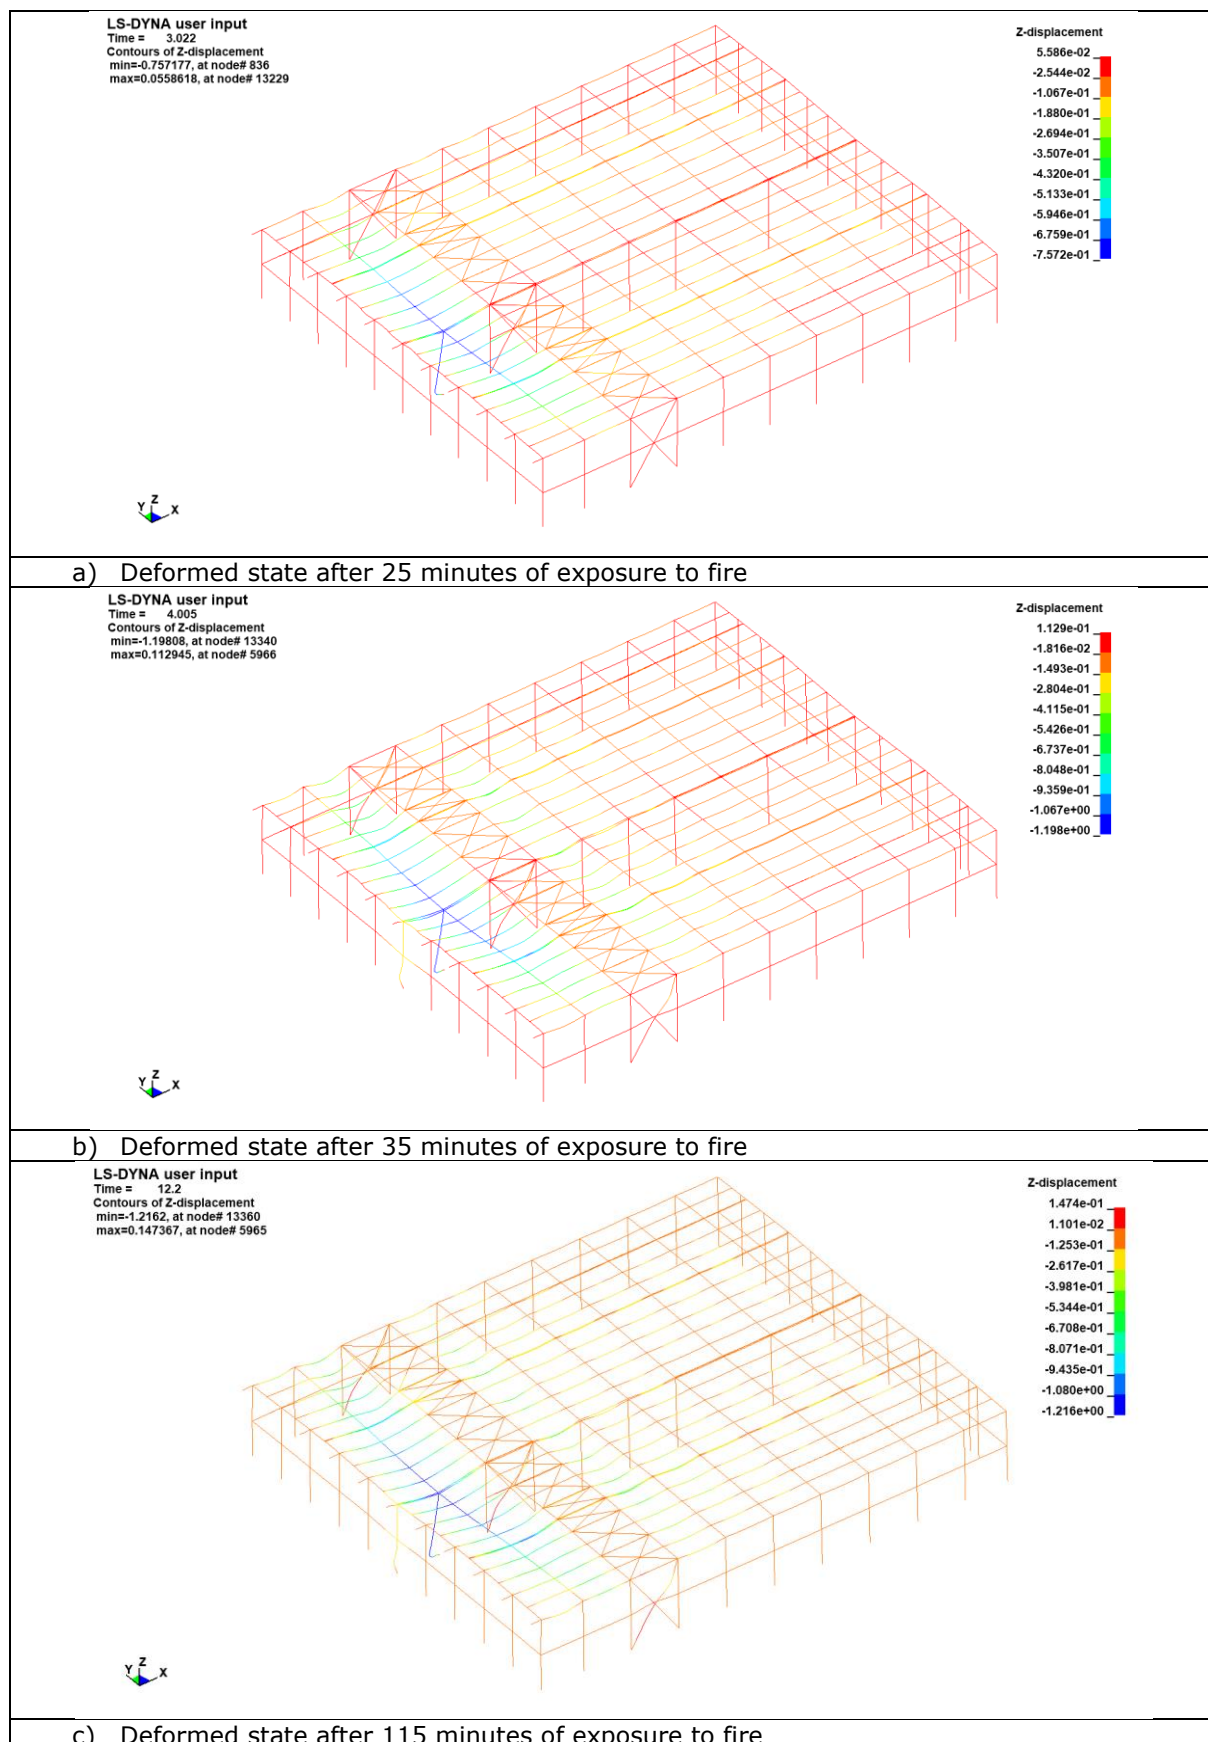 LS-DYNA user input
Time = 3.022
Contours of Z-displacement
min=-0.757177, at node# 836
max=0.0558618, at node# 13229
Z-displacement
5.586e-02
-2.544e-02
-1.067e-01
-1.880e-01
-2.694e-01
-3.507e-01
-4.320e-01
-5.133e-01
-5.946e-01
-6.759e-01
-7.572e-01
Y Z X
a) Deformed state after 25 minutes of exposure to fire
LS-DYNA user input
Time = 4.005
Contours of Z-displacement
min=-1.19808, at node# 13340
max=0.112945, at node# 5966
Z-displacement
1.129e-01
-1.816e-02
-1.493e-01
-2.804e-01
-4.115e-01
-5.426e-01
-6.737e-01
-8.048e-01
-9.359e-01
-1.067e+00
-1.198e+00
Y Z X
b) Deformed state after 35 minutes of exposure to fire
LS-DYNA user input
Time = 12.2
Contours of Z-displacement
min=-1.2162, at node# 13360
max=0.147367, at node# 5965
Z-displacement
1.474e-01
1.101e-02
-1.253e-01
-2.617e-01
-3.981e-01
-5.344e-01
-6.708e-01
-8.071e-01
-9.435e-01
-1.080e+00
-1.216e+00
Y Z X
c) Deformed state after 115 minutes of exposure to fire